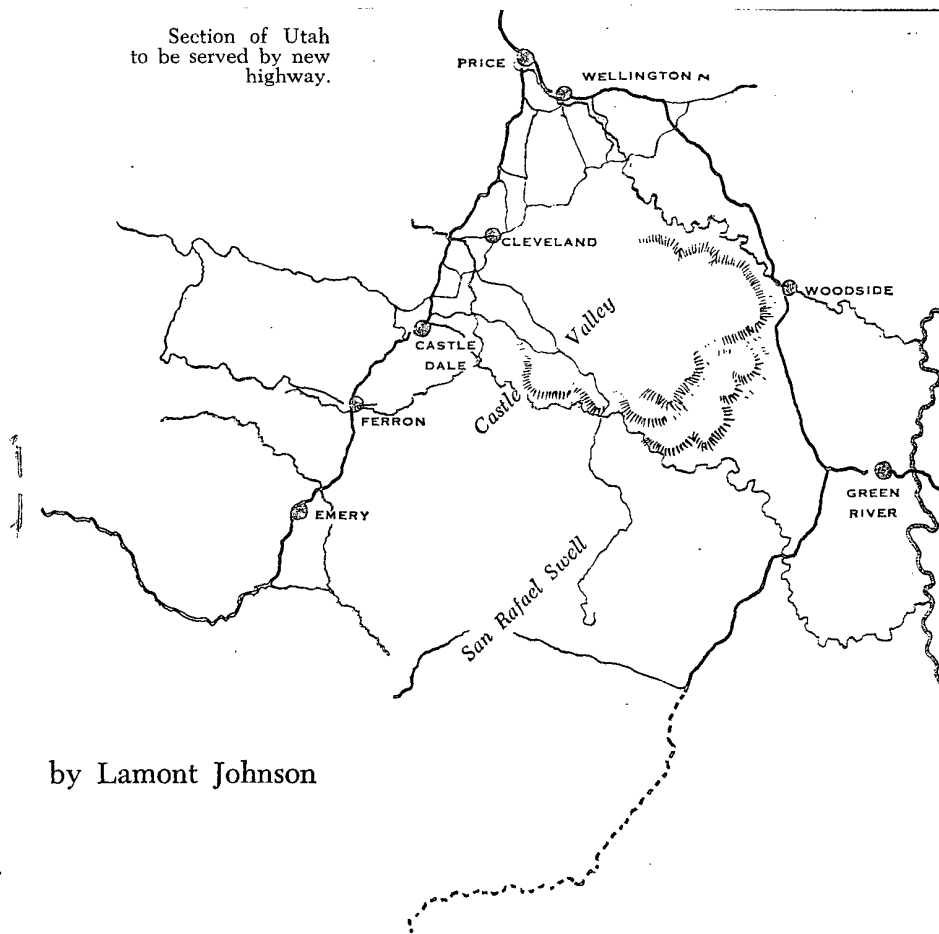 Section of Utah
to be served by new
highway.
PRICE
WELLINGTON
CLEVELAND
WOODSIDE
Valley
CASTLE
DALE
Castle
FERRON
GREEN
RIVER
EMERY
San Rafael Swell
by Lamont Johnson